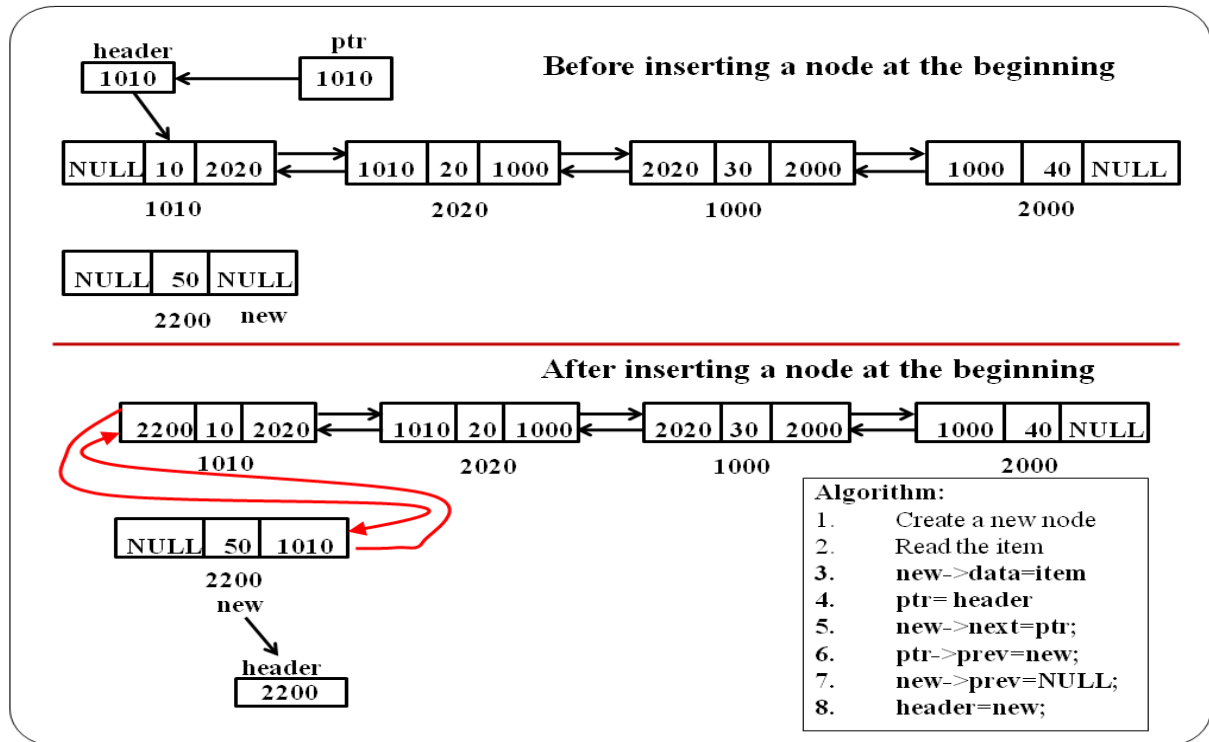 header ptr
1010 1010 Before inserting a node at the beginning
NULL 10 2020 1010 20 1000 2020 30 2000 1000 40 NULL
1010 2020 1000 2000
NULL 50 NULL
2200 new
After inserting a node at the beginning
2200 10 2020 1010 20 1000 2020 30 2000 1000 40 NULL
1010 2020 1000 2000
NULL 50 1010
2200
new
header
2200
Algorithm:
1. Create a new node
2. Read the item
3. new->data=item
4. ptr= header
5. new->next=ptr;
6. ptr->prev=new;
7. new->prev=NULL;
8. header=new;